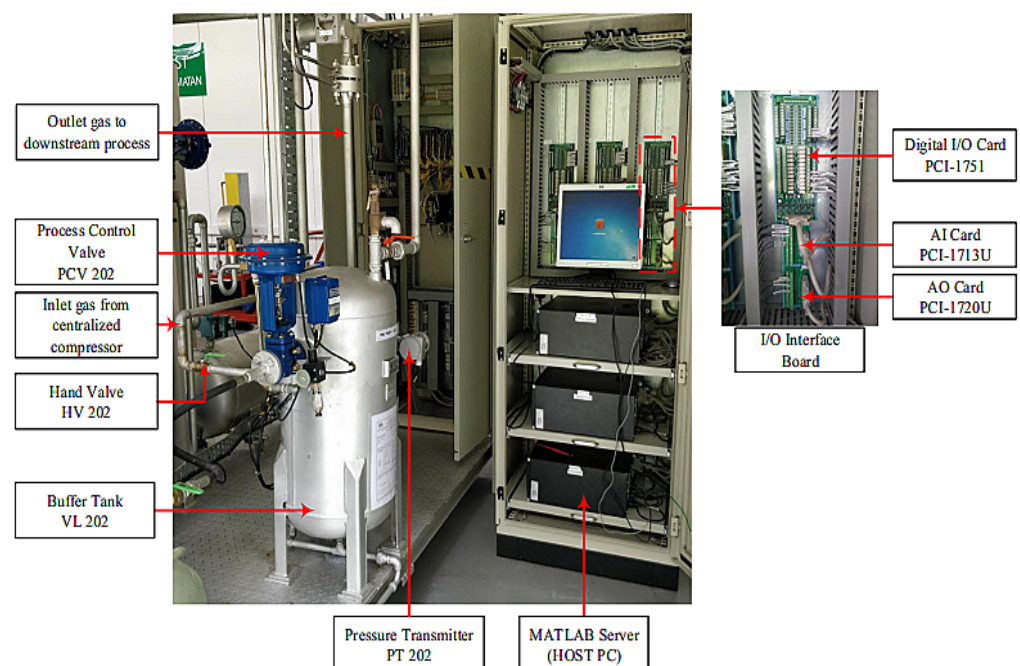 ST
MATAN
Outlet gas to
downstream process
Process Control
Valve
PCV 202
Inlet gas from
centralized
compressor
Hand Valve
HV 202
Buffer Tank
VL 202
Pressure Transmitter
PT 202
MATLAB Server
(HOST PC)
Digital I/O Card
PCI-1751
AI Card
PCI-1713U
AO Card
PCI-1720U
I/O Interface
Board